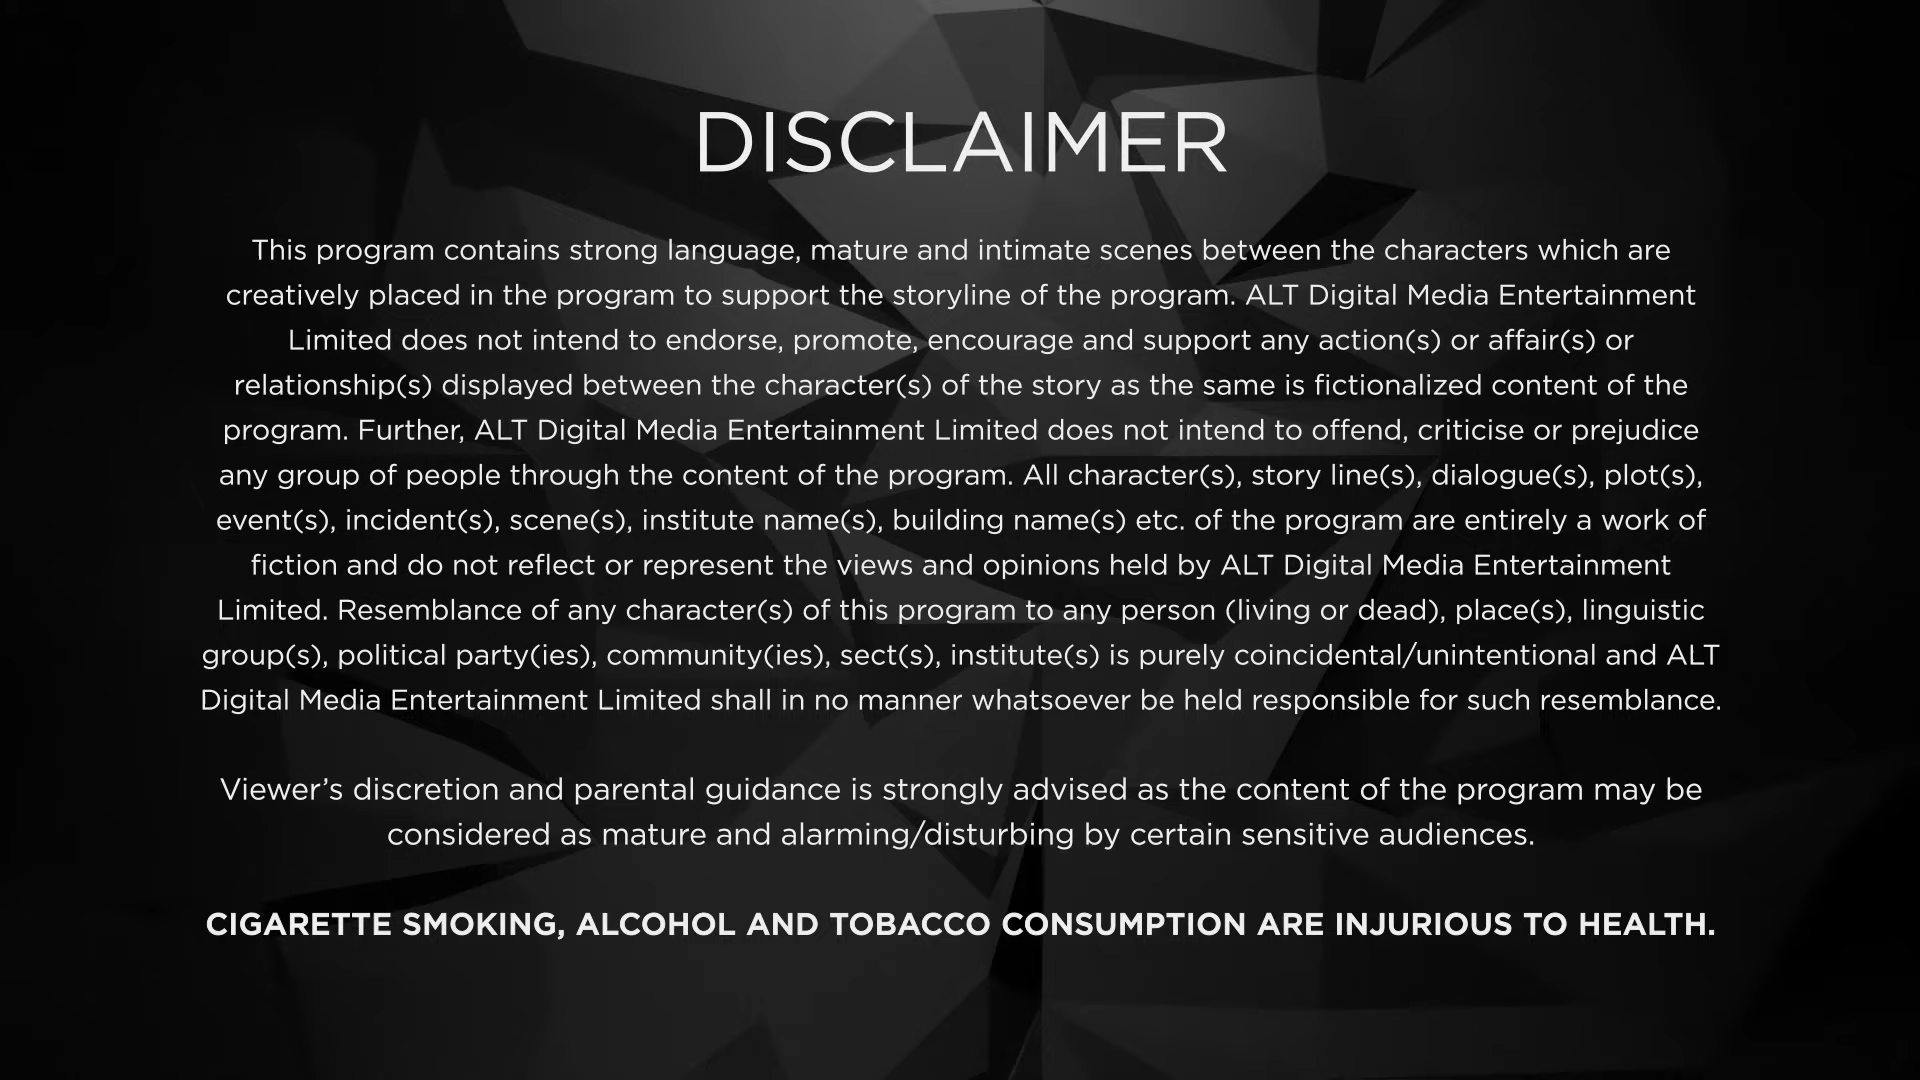 DISCLAIMER
This program contains strong language, mature and intimate scenes between the characters which are
creatively placed in the program to support the storyline of the program. ALT Digital Media Entertainment
Limited does not intend to endorse, promote, encourage and support any action(s) or affair(s) or
relationship(s) displayed between the character(s) of the story as the same is fictionalized content of the
program. Further, ALT Digital Media Entertainment Limited does not intend to offend, criticise or prejudice
any group of people through the content of the program. All character(s), story line(s), dialogue(s), plot(s),
event(s), incident(s), scene(s), institute name(s), building name(s) etc. of the program are entirely a work of
fiction and do not reflect or represent the views and opinions held by ALT Digital Media Entertainment
Limited. Resemblance of any character(s) of this program to any person (living or dead), place(s), linguistic
group(s), political party(ies), community(ies), sect(s), institute(s) is purely coincidental/unintentional and ALT
Digital Media Entertainment Limited shall in no manner whatsoever be held responsible for such resemblance.
Viewer’s discretion and parental guidance is strongly advised as the content of the program may be
considered as mature and alarming/disturbing by certain sensitive audiences.
CIGARETTE SMOKING, ALCOHOL AND TOBACCO CONSUMPTION ARE INJURIOUS TO HEALTH.